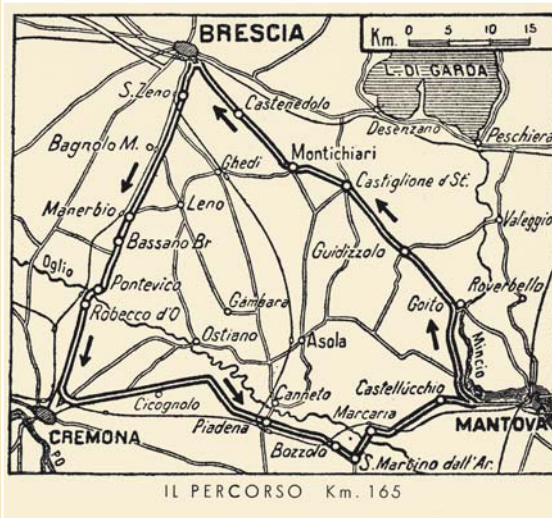 BRESCIA
Km. 0 5 10 15
L. DI GARDA
S. Zeno
Castenedolo
Desenzano
Peschiera
Bagnolo M.
Ghedi
Montichiari
Castiglione d St.
Manerbio
Leno
Valeggio
Bassano Br
Guidizzolo
Oglio
Pontevico
Gambara
Goito
Roverbello
Robecco d'O
Ostiano
Asola
Mincio
Cicognolo
Canneto
Castellucchio
Marcaria
CREMONA
Piadena
MANTOVA
Bozzolo
S. Martino dall'Ar.
PO
IL PERCORSO Km. 165